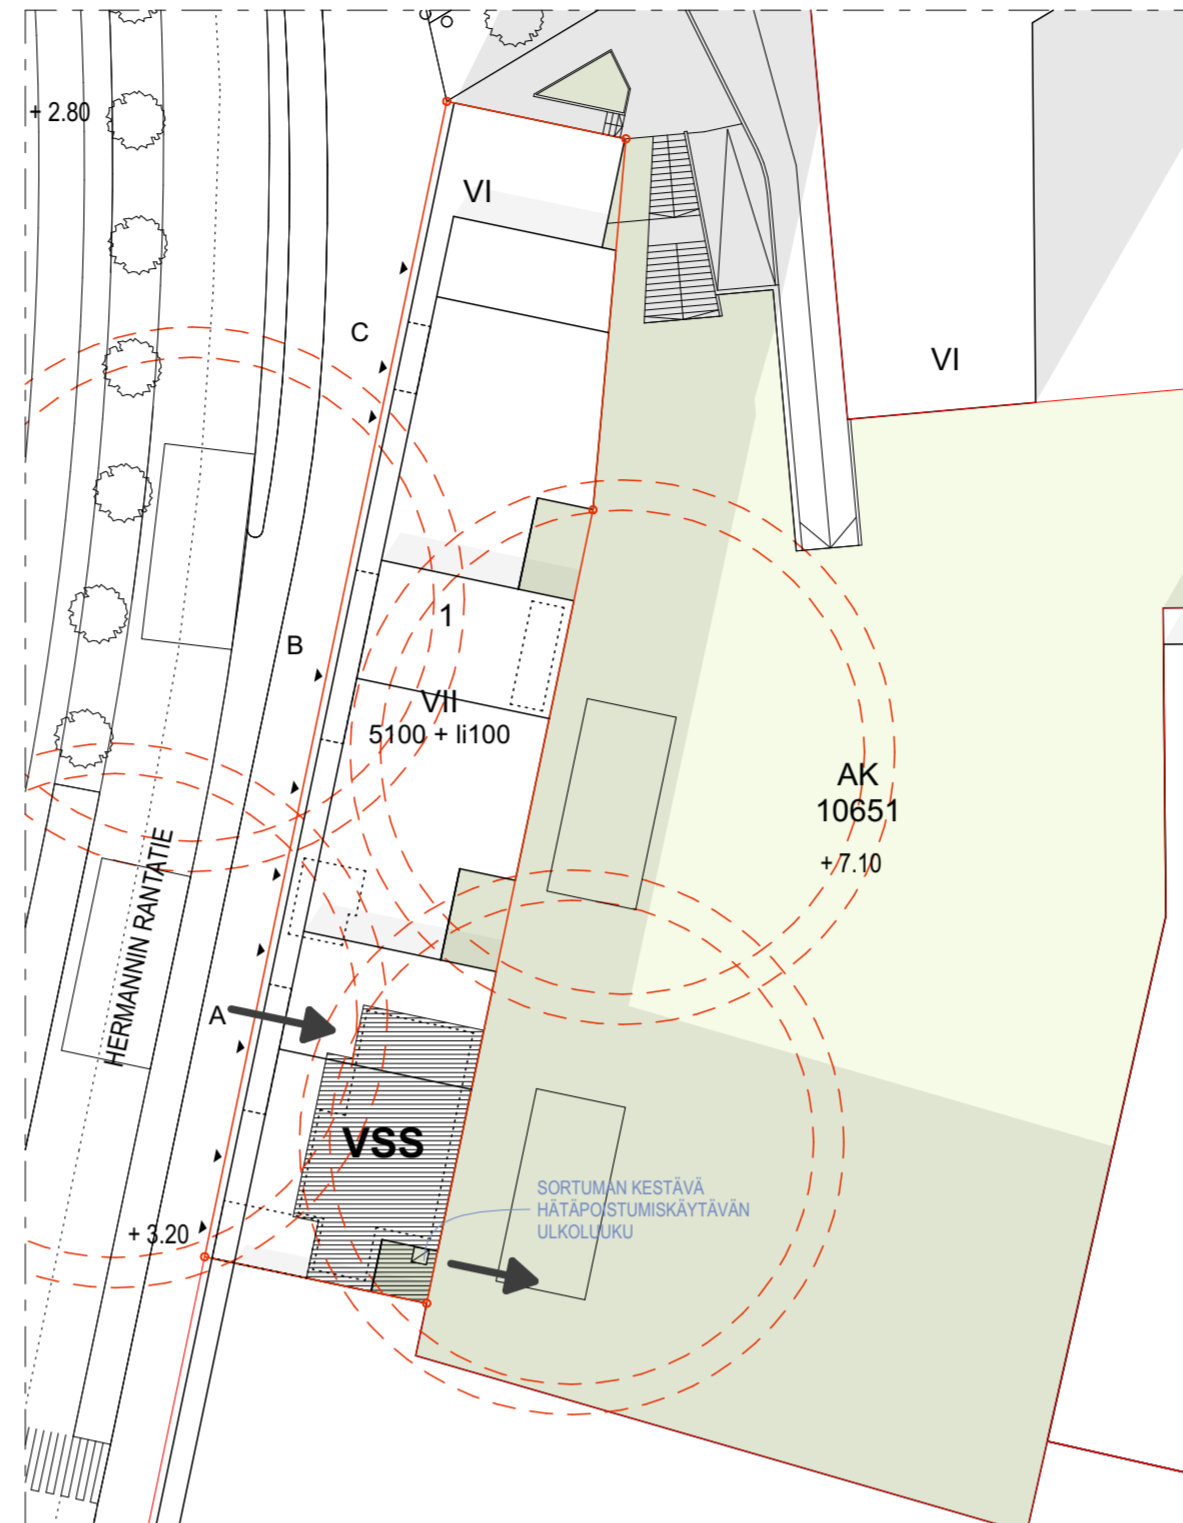 + 2.80
VI
C
VI
1
B
VII
5100 + li100
AK
10651
+ 7.10
HERMANNIN RANTATIE
A
VSS
SORTUMAN KESTÄVÄ
HÄTÄPOISTUMISKÄYTÄVÄN
ULKOLUUKU
+ 3.20